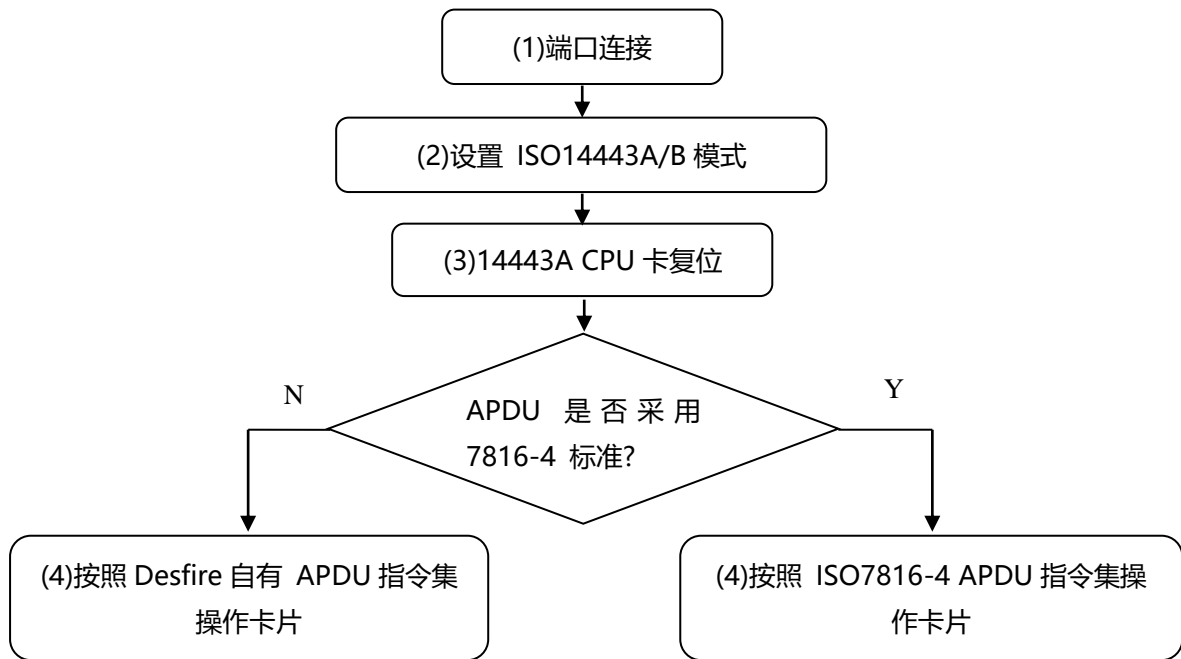 (1)端口连接
(2)设置 ISO14443A/B 模式
(3)14443A CPU 卡复位
N
Y
APDU 是否采用
7816-4 标准?
(4)按照 Desfire 自有 APDU 指令集
操作卡片
(4)按照 ISO7816-4 APDU 指令集操
作卡片